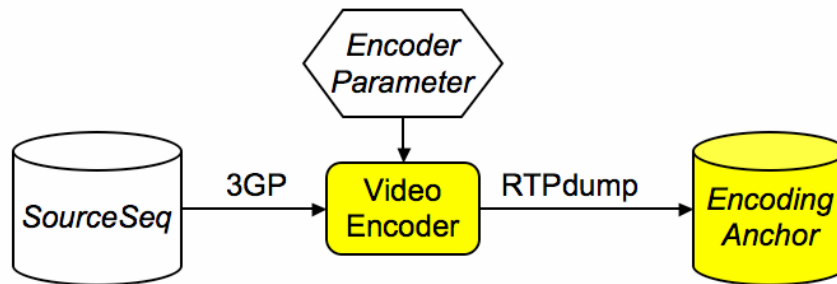 Encoder
Parameter
SourceSeq
3GP
Video
Encoder
RTPdump
Encoding
Anchor